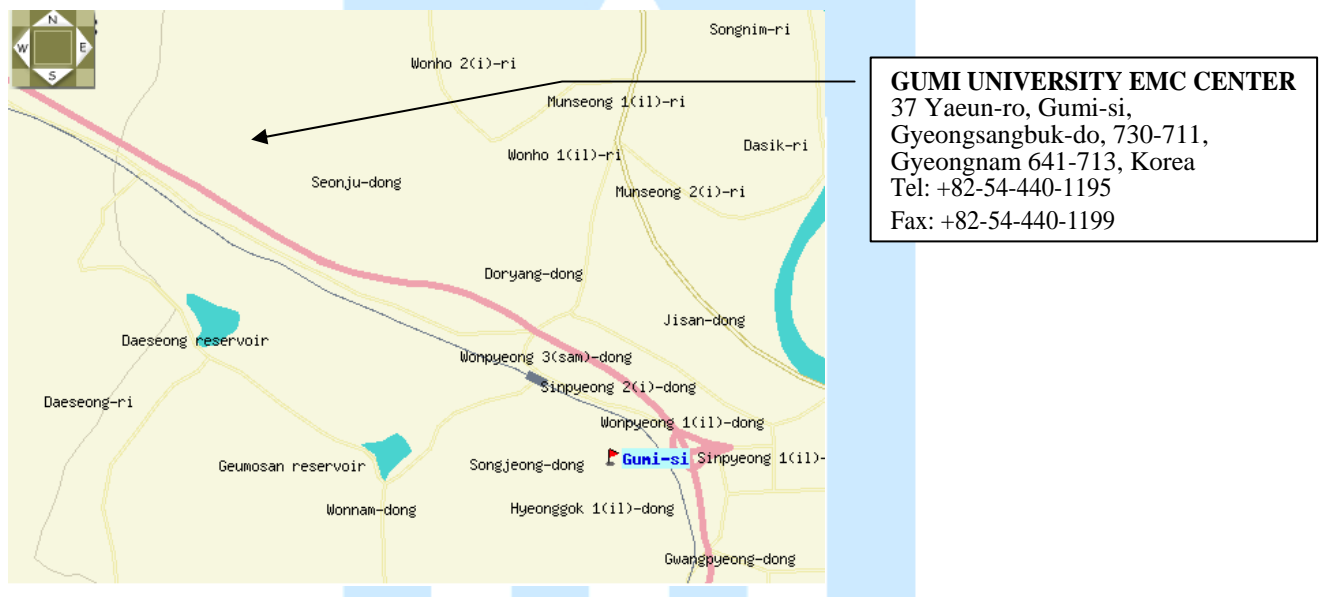 N
W E
S
Songnim-ri
Wonho 2(i)-ri
Munseong 1(il)-ri
Dasik-ri
Wonho 1(il)-ri
Seonju-dong
Munseong 2(i)-ri
Doryang-dong
Jisan-dong
Daeseong reservoir
Wonpyeong 3(sam)-dong
Sinpyeong 2(i)-dong
Daeseong-ri
Wonpyeong 1(il)-dong
Geumosan reservoir
Songjeong-dong
Gumi-si
Sinpyeong 1(il)-
Wonnam-dong
Hyeonggok 1(il)-dong
Gwangpyeong-dong
GUMI UNIVERSITY EMC CENTER
37 Yaeun-ro, Gumi-si,
Gyeongsangbuk-do, 730-711,
Gyeongnam 641-713, Korea
Tel: +82-54-440-1195
Fax: +82-54-440-1199